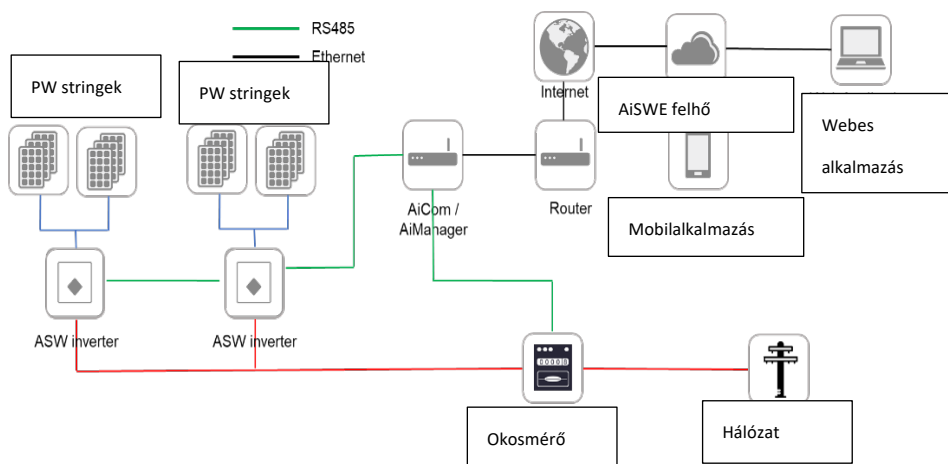 RS485
Ethernet
PW stringek
PW stringek
Internet
AiSWE felhő
Webes
alkalmazás
AiCom /
AiManager
Router
Mobilalkalmazás
ASW inverter
ASW inverter
Okosmérő
Hálózat